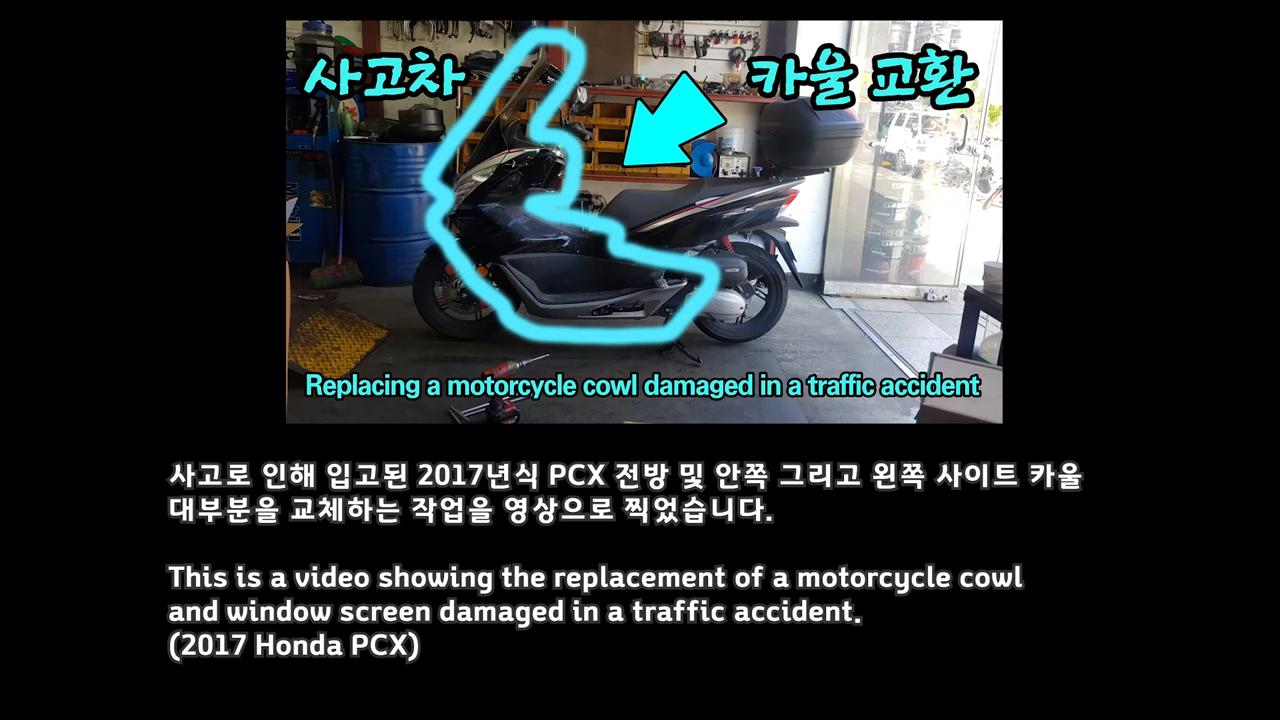 사고차
카울 교환
Replacing a motorcycle cowl damaged in a traffic accident
사고로 인해 입고된 2017년식 PCX 전방 및 안쪽 그리고 왼쪽 사이트 카울
대부분을 교체하는 작업을 영상으로 찍었습니다.
This is a video showing the replacement of a motorcycle cowl
and window screen damaged in a traffic accident.
(2017 Honda PCX)